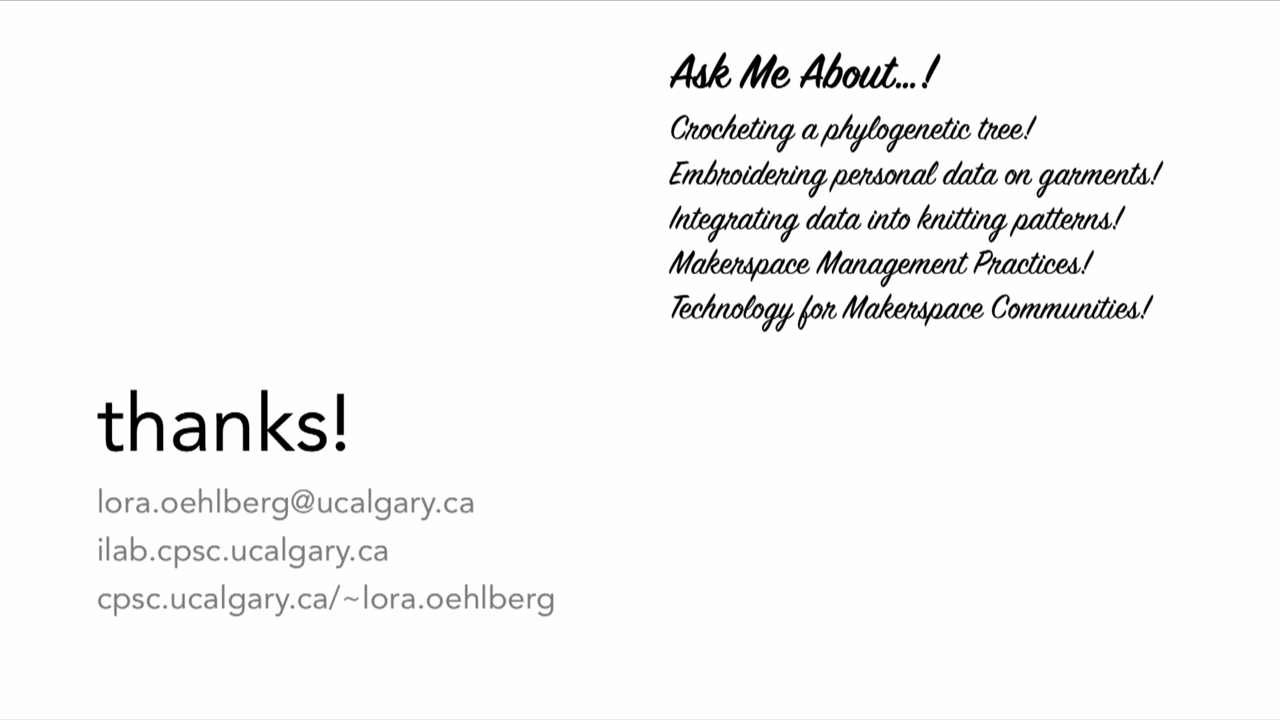 Ask Me About...!
Crocheting a phylogenetic tree!
Embroidering personal data on garments!
Integrating data into knitting patterns!
Makerspace Management Practices!
Technology for Makerspace Communities!
thanks!
lora.oehlberg@ucalgary.ca
ilab.cpsc.ucalgary.ca
cpsc.ucalgary.ca/~lora.oehlberg